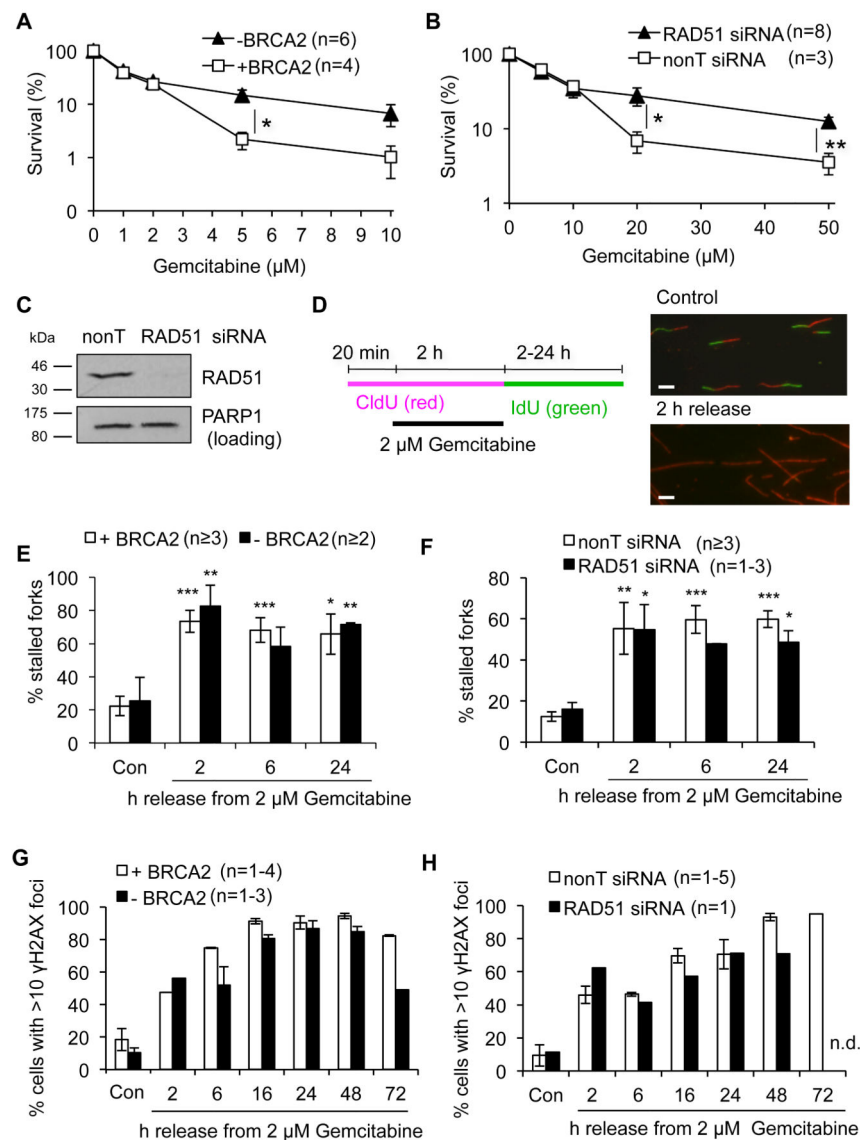 A
-BRCA2 (n=6)
+BRCA2 (n=4)
Survival (%)
100
10
1
0
0 1 2 3 4 5 6 7 8 9 10
*
Gemcitabine (µM)
B
RAD51 siRNA (n=8)
nonT siRNA (n=3)
Survival (%)
100
10
1
0 10 20 30 40 50
*
**
Gemcitabine (µM)
C
kDa nonT RAD51 siRNA
46
30
RAD51
175
80
PARP1
(loading)
D
20 min 2 h 2-24 h
CldU (red) IdU (green)
2 µM Gemcitabine
Control
2 h release
E
+ BRCA2 (n≥3) - BRCA2 (n≥2)
% stalled forks
100
80
60
40
20
0
*** ** *** * **
Con 2 6 24
h release from 2 µM Gemcitabine
F
nonT siRNA (n≥3)
RAD51 siRNA (n=1-3)
% stalled forks
80
60
40
20
0
** * *** *** *
Con 2 6 24
h release from 2 µM Gemcitabine
G
+ BRCA2 (n=1-4)
- BRCA2 (n=1-3)
% cells with >10 γH2AX foci
100
80
60
40
20
0
Con 2 6 16 24 48 72
h release from 2 µM Gemcitabine
H
nonT siRNA (n=1-5)
RAD51 siRNA (n=1)
% cells with >10 γH2AX foci
100
80
60
40
20
0
n.d.
Con 2 6 16 24 48 72
h release from 2 µM Gemcitabine